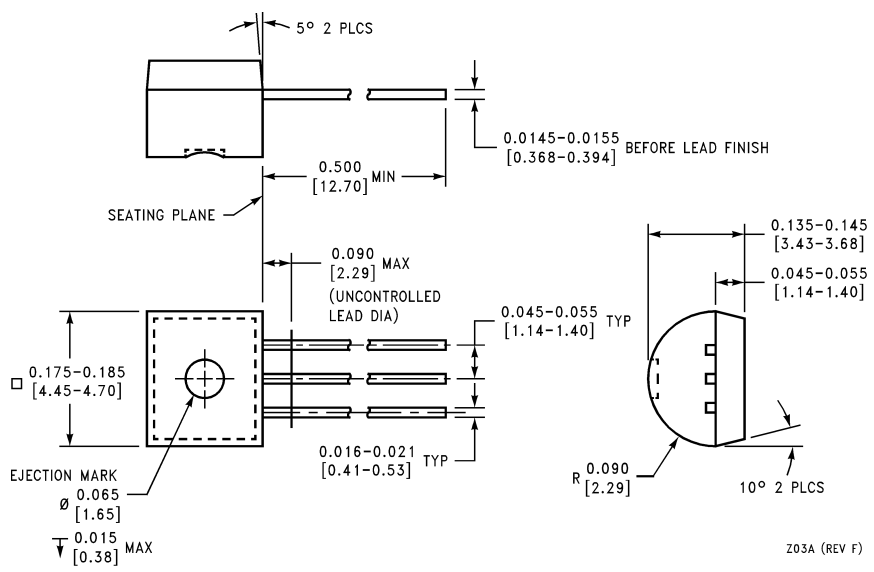 5° 2 PLCS
0.0145–0.0155
[0.368–0.394] BEFORE LEAD FINISH
0.500
[12.70] MIN
SEATING PLANE
0.090
[2.29] MAX
(UNCONTROLLED
LEAD DIA)
0.045–0.055
[1.14–1.40] TYP
0.135–0.145
[3.43–3.68]
0.045–0.055
[1.14–1.40]
0.175–0.185
[4.45–4.70]
0.016–0.021
[0.41–0.53] TYP
EJECTION MARK
Ø 0.065
[1.65]
0.015
[0.38] MAX
R 0.090
[2.29]
10° 2 PLCS
Z03A (REV F)